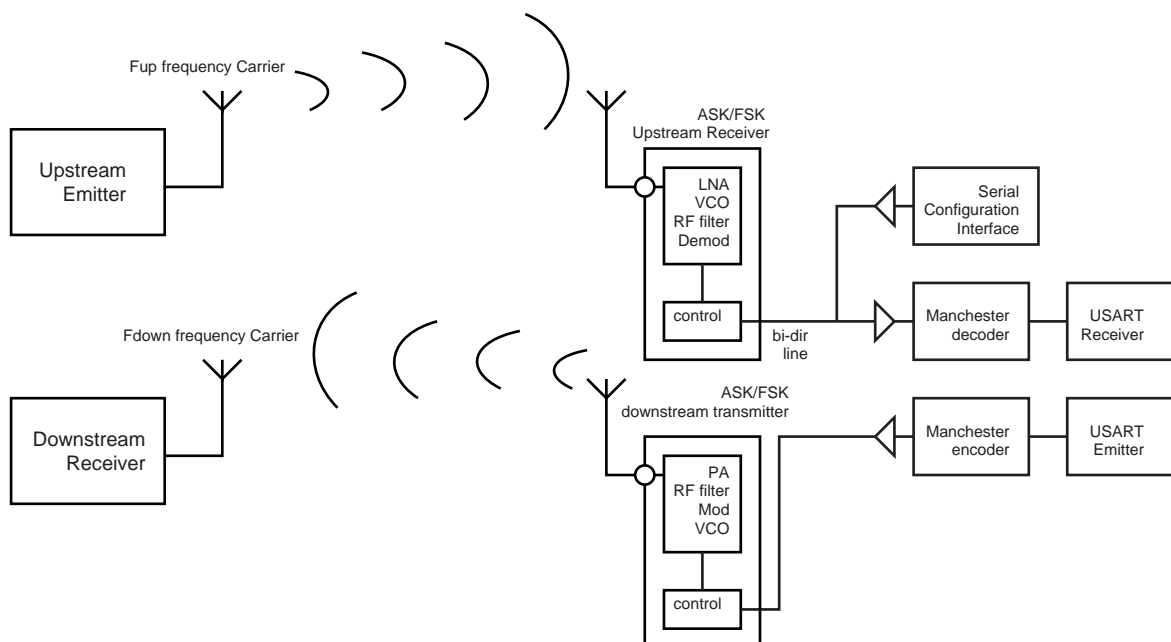 Fup frequency Carrier
ASK/FSK
Upstream Receiver
Upstream
Emitter
LNA
VCO
RF filter
Demod
Serial
Configuration
Interface
control
bi-dir
line
Manchester
decoder
USART
Receiver
Fdown frequency Carrier
ASK/FSK
downstream transmitter
Downstream
Receiver
PA
RF filter
Mod
VCO
Manchester
encoder
USART
Emitter
control